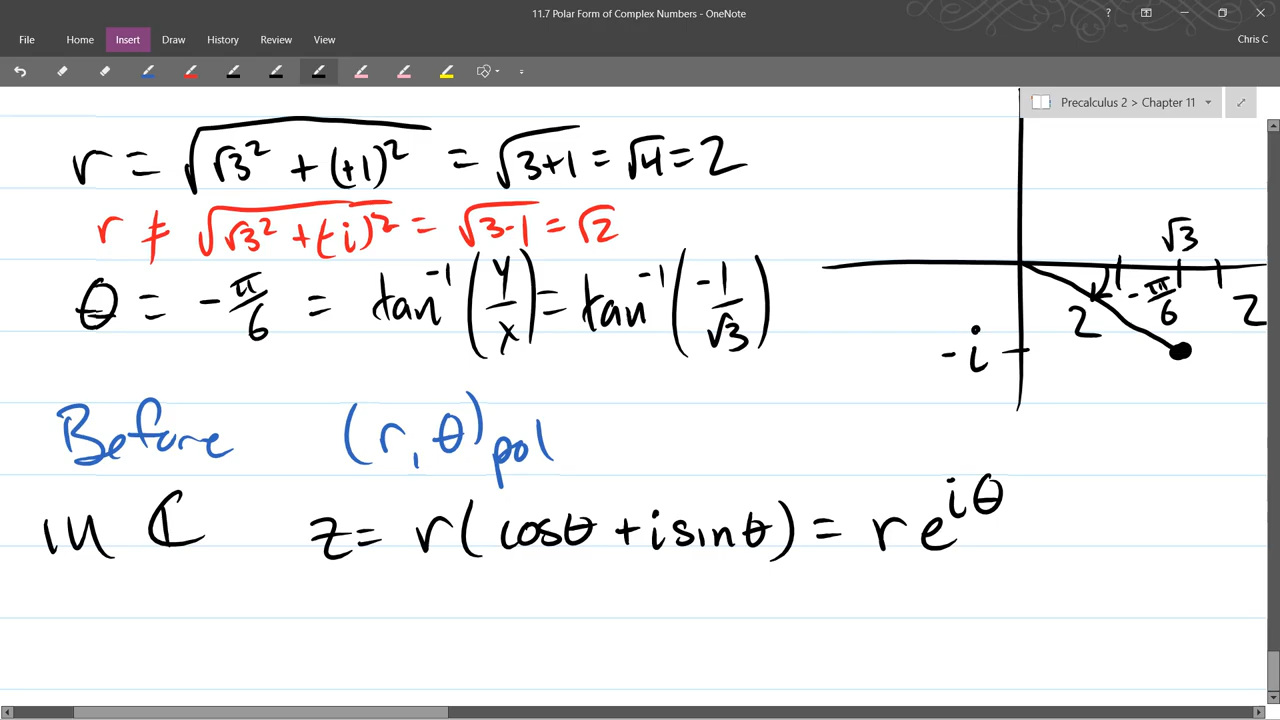 11.7 Polar Form of Complex Numbers - OneNote
?
File Home Insert Draw History Review View
Chris C
Precalculus 2 > Chapter 11
r = √(√3² + (+1)²) = √(3+1) = √4 = 2
r ≠ √(√3² + (-i)²) = √(3-1) = √2
θ = -π/6 = tan⁻¹(y/x) = tan⁻¹(-1/√3)
√3
-π/6
2
2
-i
Before (r, θ)pol
in ℂ z = r(cosθ + i sinθ) = re^(iθ)